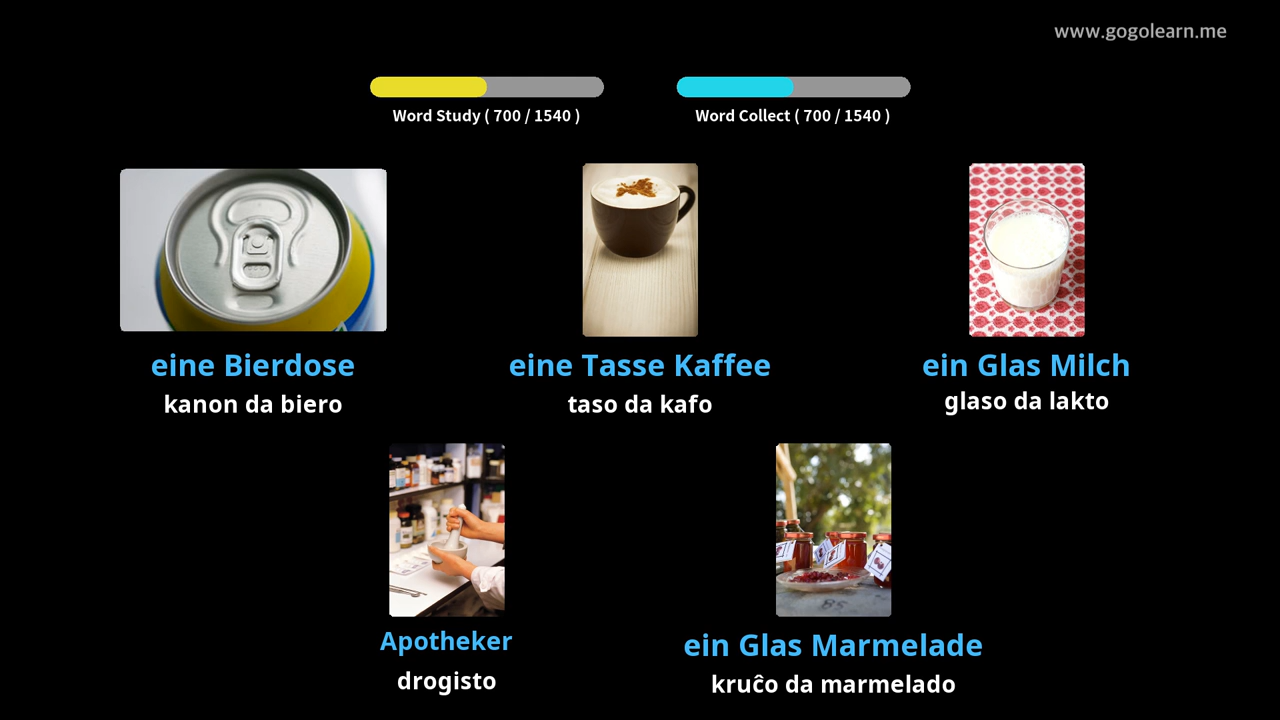 www.gogolearn.me
Word Study ( 700 / 1540 )
Word Collect ( 700 / 1540 )
eine Bierdose
kanon da biero
eine Tasse Kaffee
taso da kafo
ein Glas Milch
glaso da lakto
Apotheker
drogisto
ein Glas Marmelade
kruĉo da marmelado